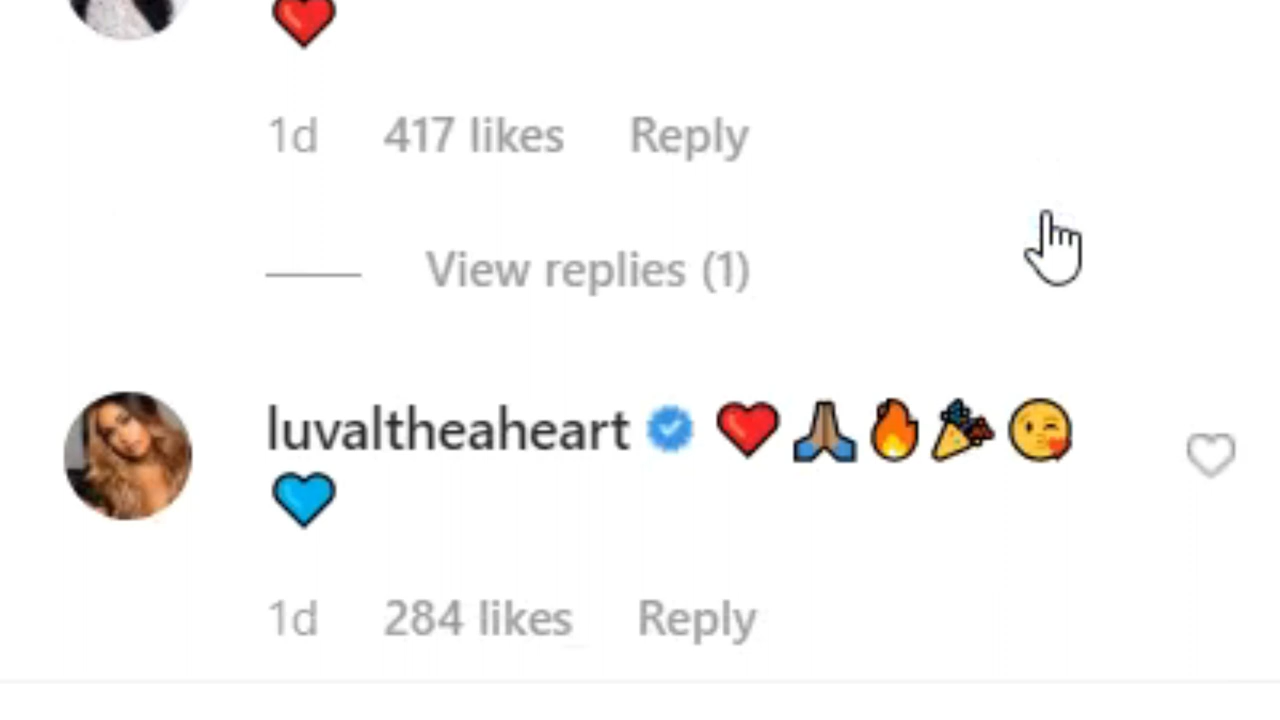 ❤️
1d 417 likes Reply
View replies (1)
luvaltheaheart ❤️🙏🏽🔥🎉😘
💙
1d 284 likes Reply